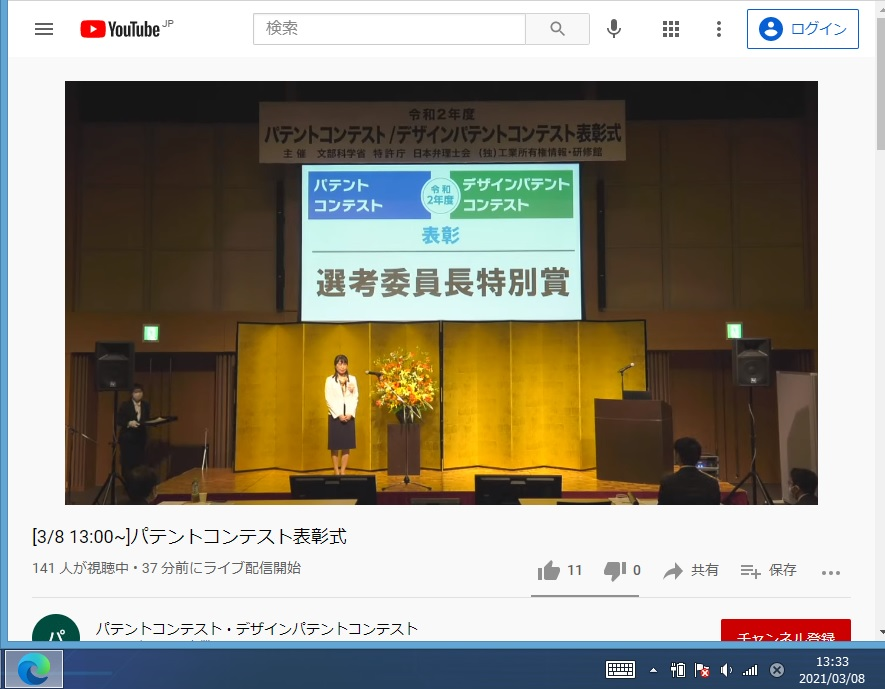 YouTube JP
検索
ログイン
令和2年度
パテントコンテスト/デザインパテントコンテスト表彰式
主催 文部科学省 特許庁 日本弁理士会 (独)工業所有権情報・研修館
パテント
コンテスト
令和
2年度
デザインパテント
コンテスト
表彰
選考委員長特別賞
[3/8 13:00~]パテントコンテスト表彰式
141 人が視聴中・37 分前にライブ配信開始
11
0
共有
保存
パ
パテントコンテスト・デザインパテントコンテスト
チャンネル登録
13:33
2021/03/08